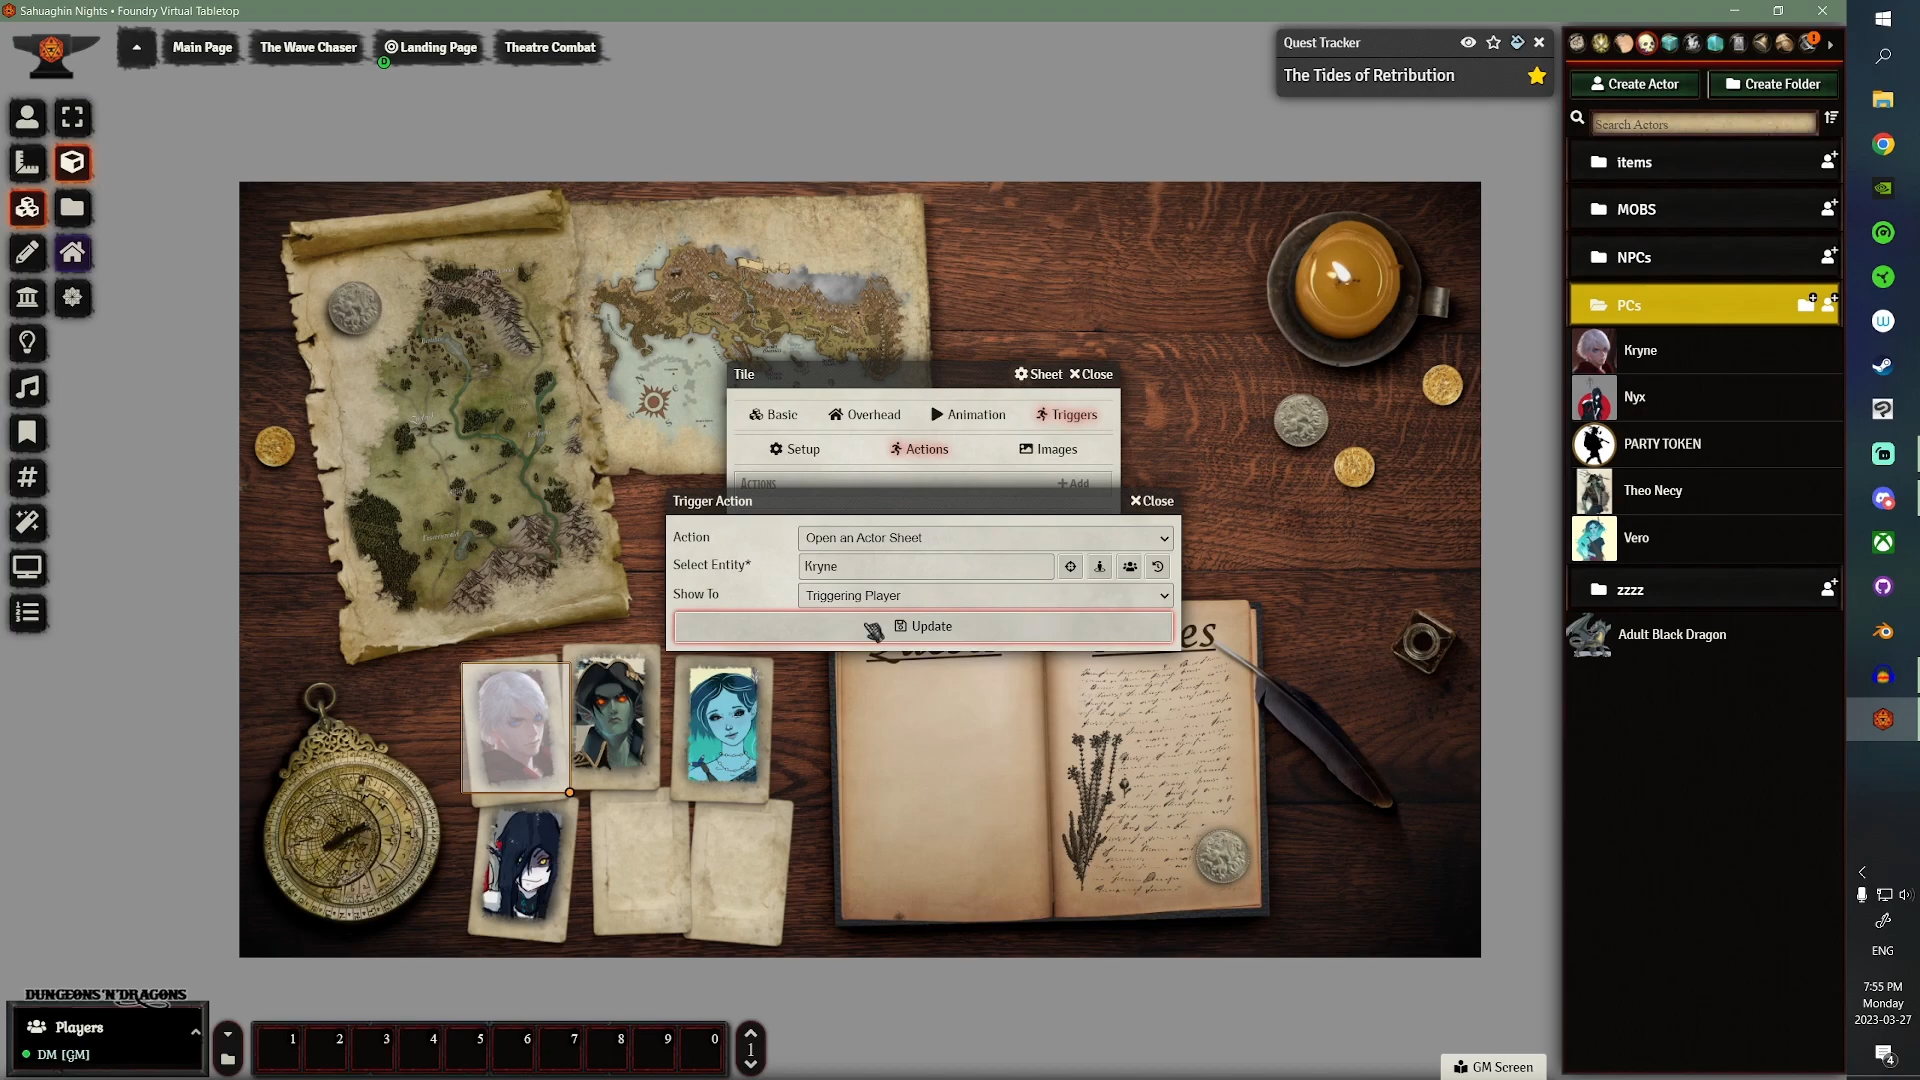 Sahuaghin Nights • Foundry Virtual Tabletop
Main Page
The Wave Chaser
Landing Page
Theatre Combat
D
Quest Tracker
The Tides of Retribution
Create Actor
Create Folder
Search Actors
items
MOBS
NPCs
PCs
Kryne
Nyx
PARTY TOKEN
Theo Necy
Vero
zzzz
Adult Black Dragon
Tile
Sheet
Close
Basic
Overhead
Animation
Triggers
Setup
Actions
Images
ACTIONS
Add
Trigger Action
Close
Action
Open an Actor Sheet
Select Entity*
Kryne
Show To
Triggering Player
Update
es
DUNGEONS'N'DRAGONS
Players
DM [GM]
1 2 3 4 5 6 7 8 9 0
1
GM Screen
ENG
7:55 PM
Monday
2023-03-27
4